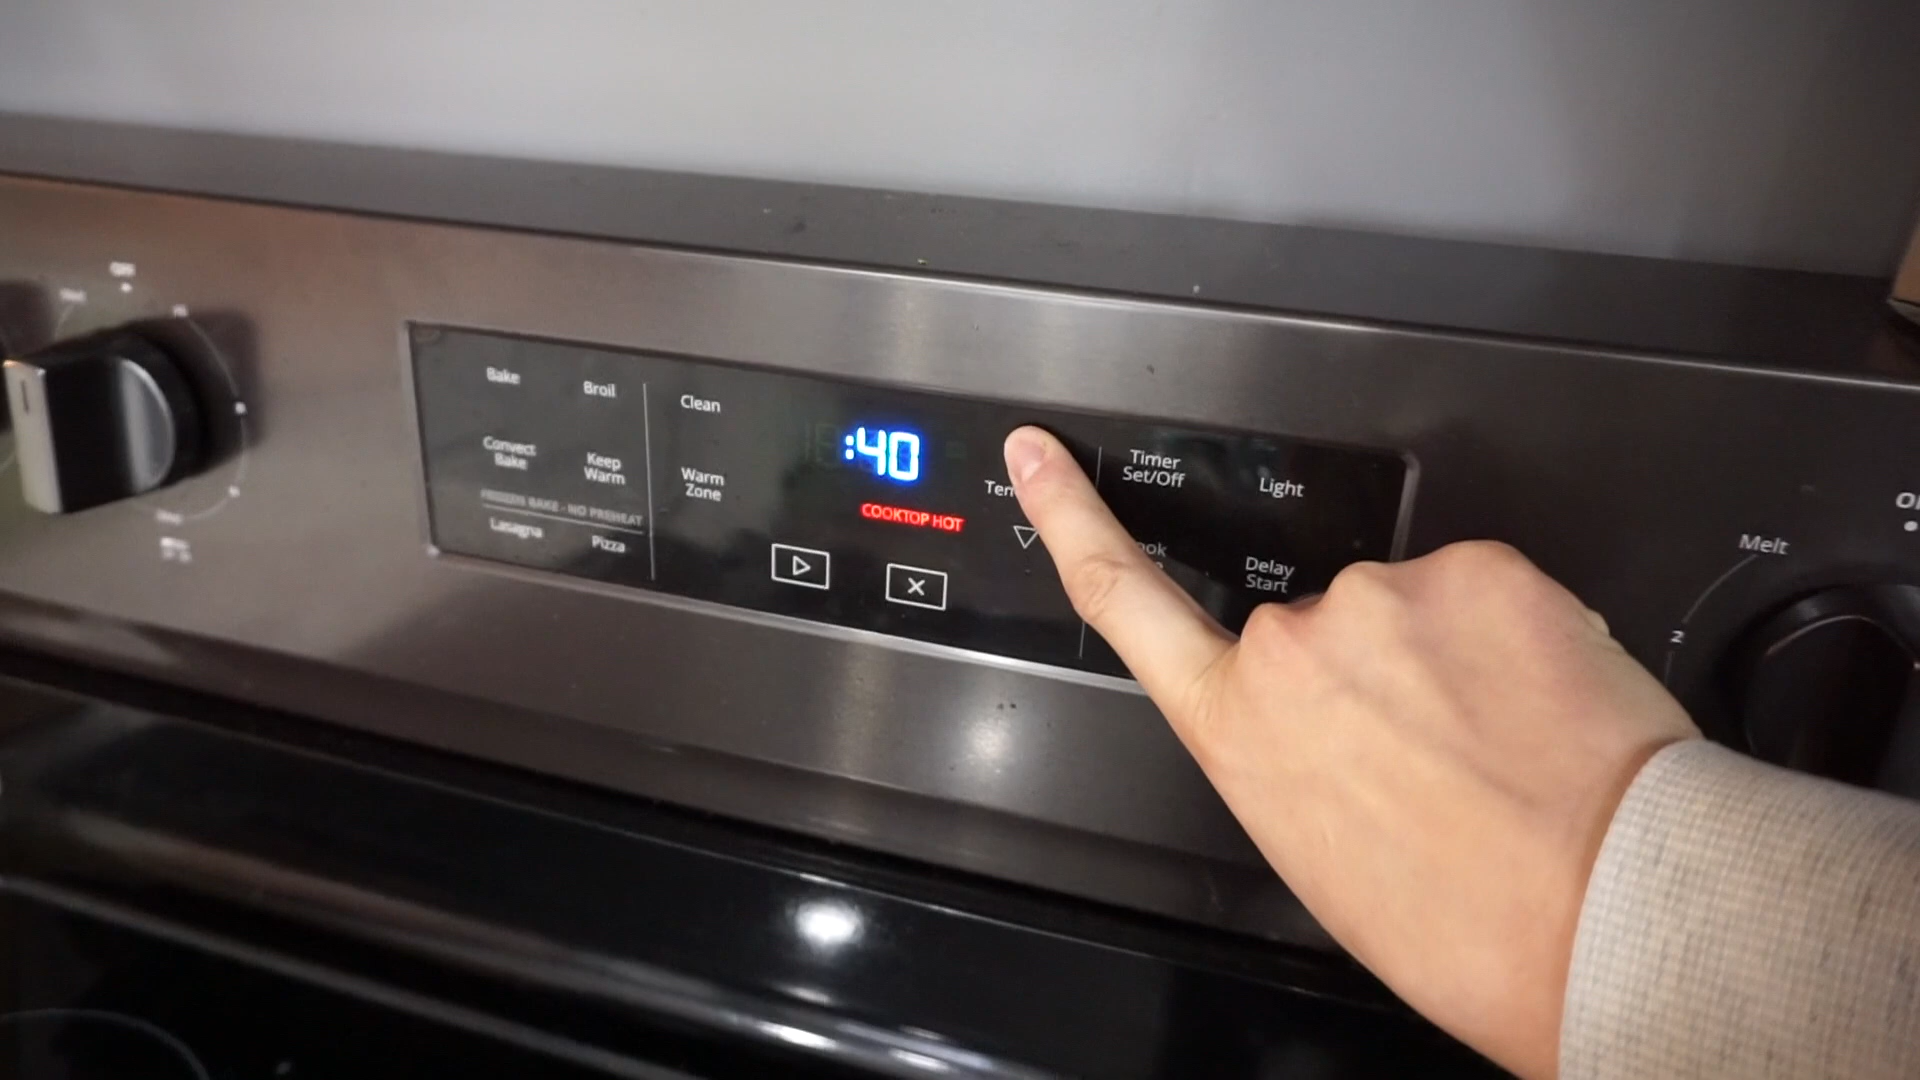 Bake
Broil
Clean
:40
Timer
Set/Off
Light
Convect
Bake
Keep
Warm
Warm
Zone
COOKTOP HOT
FROZEN BAKE - NO PREHEAT
Lasagna
Pizza
Delay
Start
Melt
2